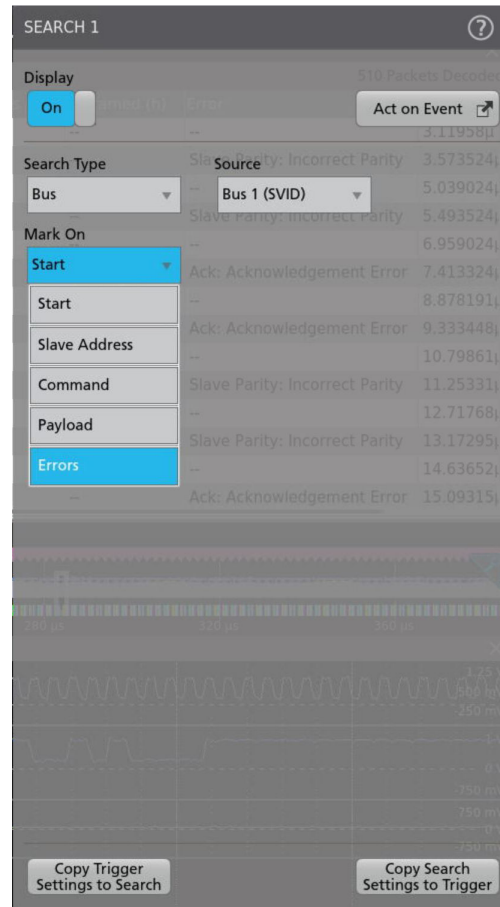 SEARCH 1
?
Display
510 Packets Decoded
On
Error
Act on Event
--
--
3.11958µ
Search Type
Source
Slave Parity: Incorrect Parity 3.573524µ
Bus
Bus 1 (SVID)
5.039024µ
Slave Parity: Incorrect Parity 5.493524µ
Mark On
--
6.959024µ
Start
Ack: Acknowledgement Error 7.413324µ
Start
--
8.878191µ
Slave Address
Ack: Acknowledgement Error 9.333448µ
--
10.79861µ
Command
Slave Parity: Incorrect Parity 11.25331µ
--
12.71768µ
Payload
Slave Parity: Incorrect Parity 13.17295µ
Errors
--
14.63652µ
--
Ack: Acknowledgement Error 15.09315µ
280 µs
320 µs
360 µs
1.25
500 mV
-250 mV
0 V
-750 mV
750 mV
-750 mV
Copy Trigger
Settings to Search
Copy Search
Settings to Trigger